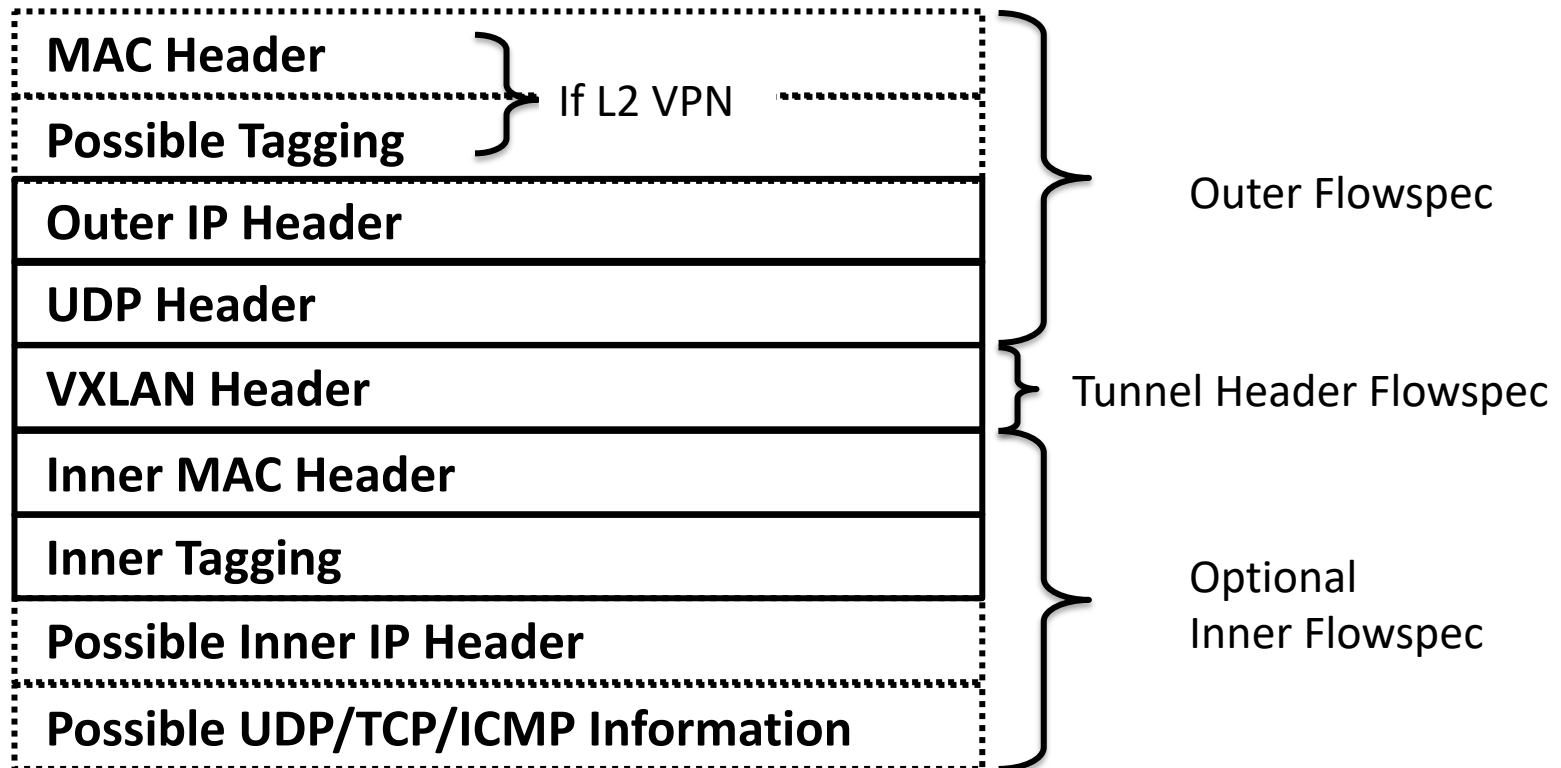 MAC Header
If L2 VPN
Possible Tagging
Outer IP Header
UDP Header
VXLAN Header
Inner MAC Header
Inner Tagging
Possible Inner IP Header
Possible UDP/TCP/ICMP Information
Outer Flowspec
Tunnel Header Flowspec
Optional
Inner Flowspec